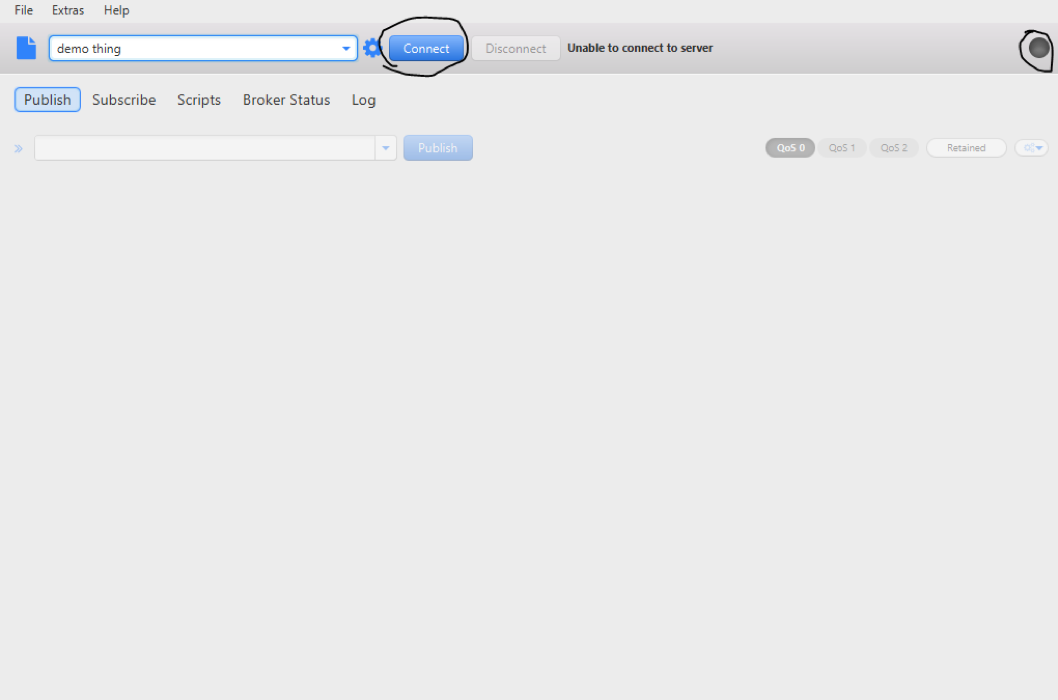 File Extras Help
demo thing Connect Disconnect Unable to connect to server
Publish Subscribe Scripts Broker Status Log
Publish QoS 0 QoS 1 QoS 2 Retained